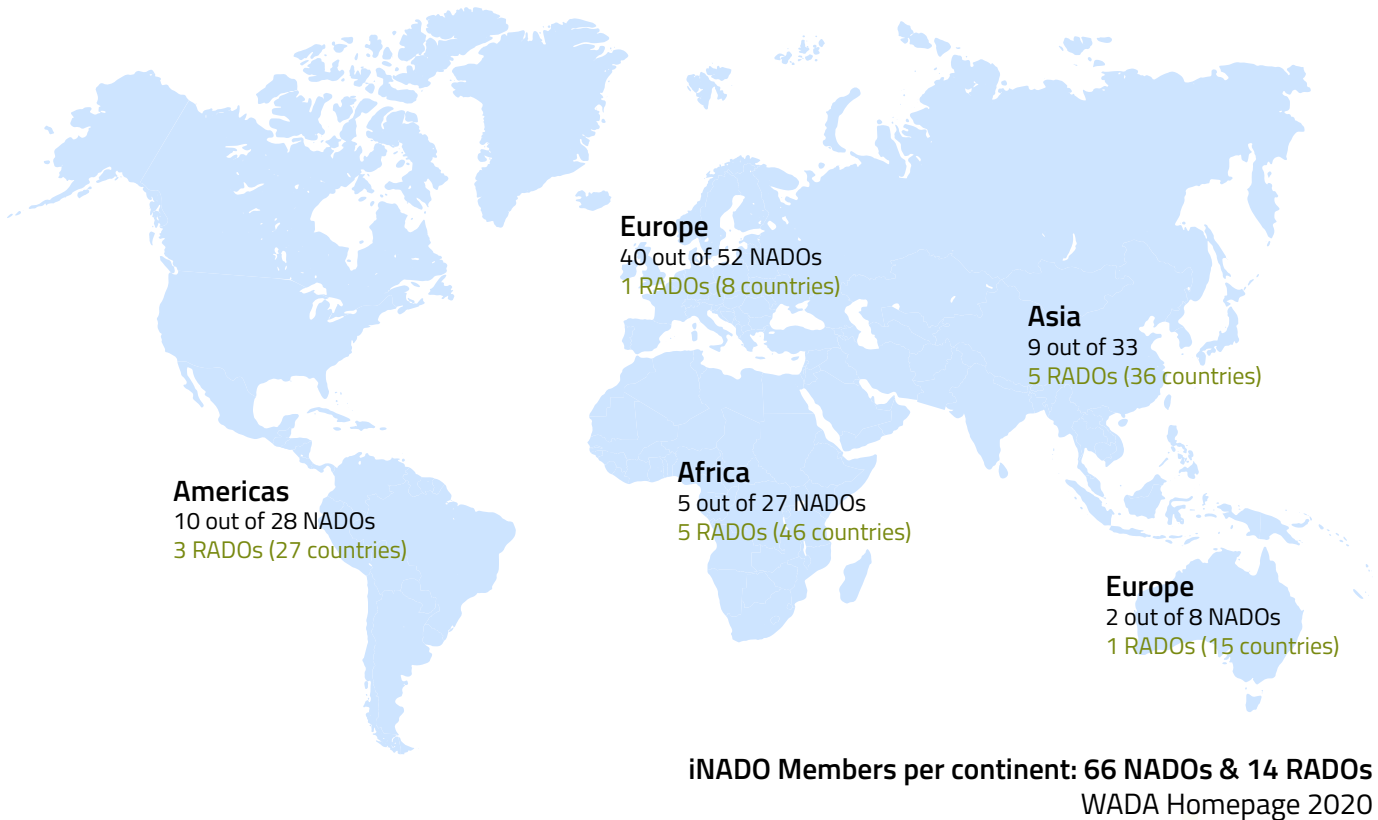 Europe
40 out of 52 NADOs
1 RADOs (8 countries)
Asia
9 out of 33
5 RADOs (36 countries)
Africa
5 out of 27 NADOs
5 RADOs (46 countries)
Americas
10 out of 28 NADOs
3 RADOs (27 countries)
Europe
2 out of 8 NADOs
1 RADOs (15 countries)
iNADO Members per continent: 66 NADOs & 14 RADOs
WADA Homepage 2020